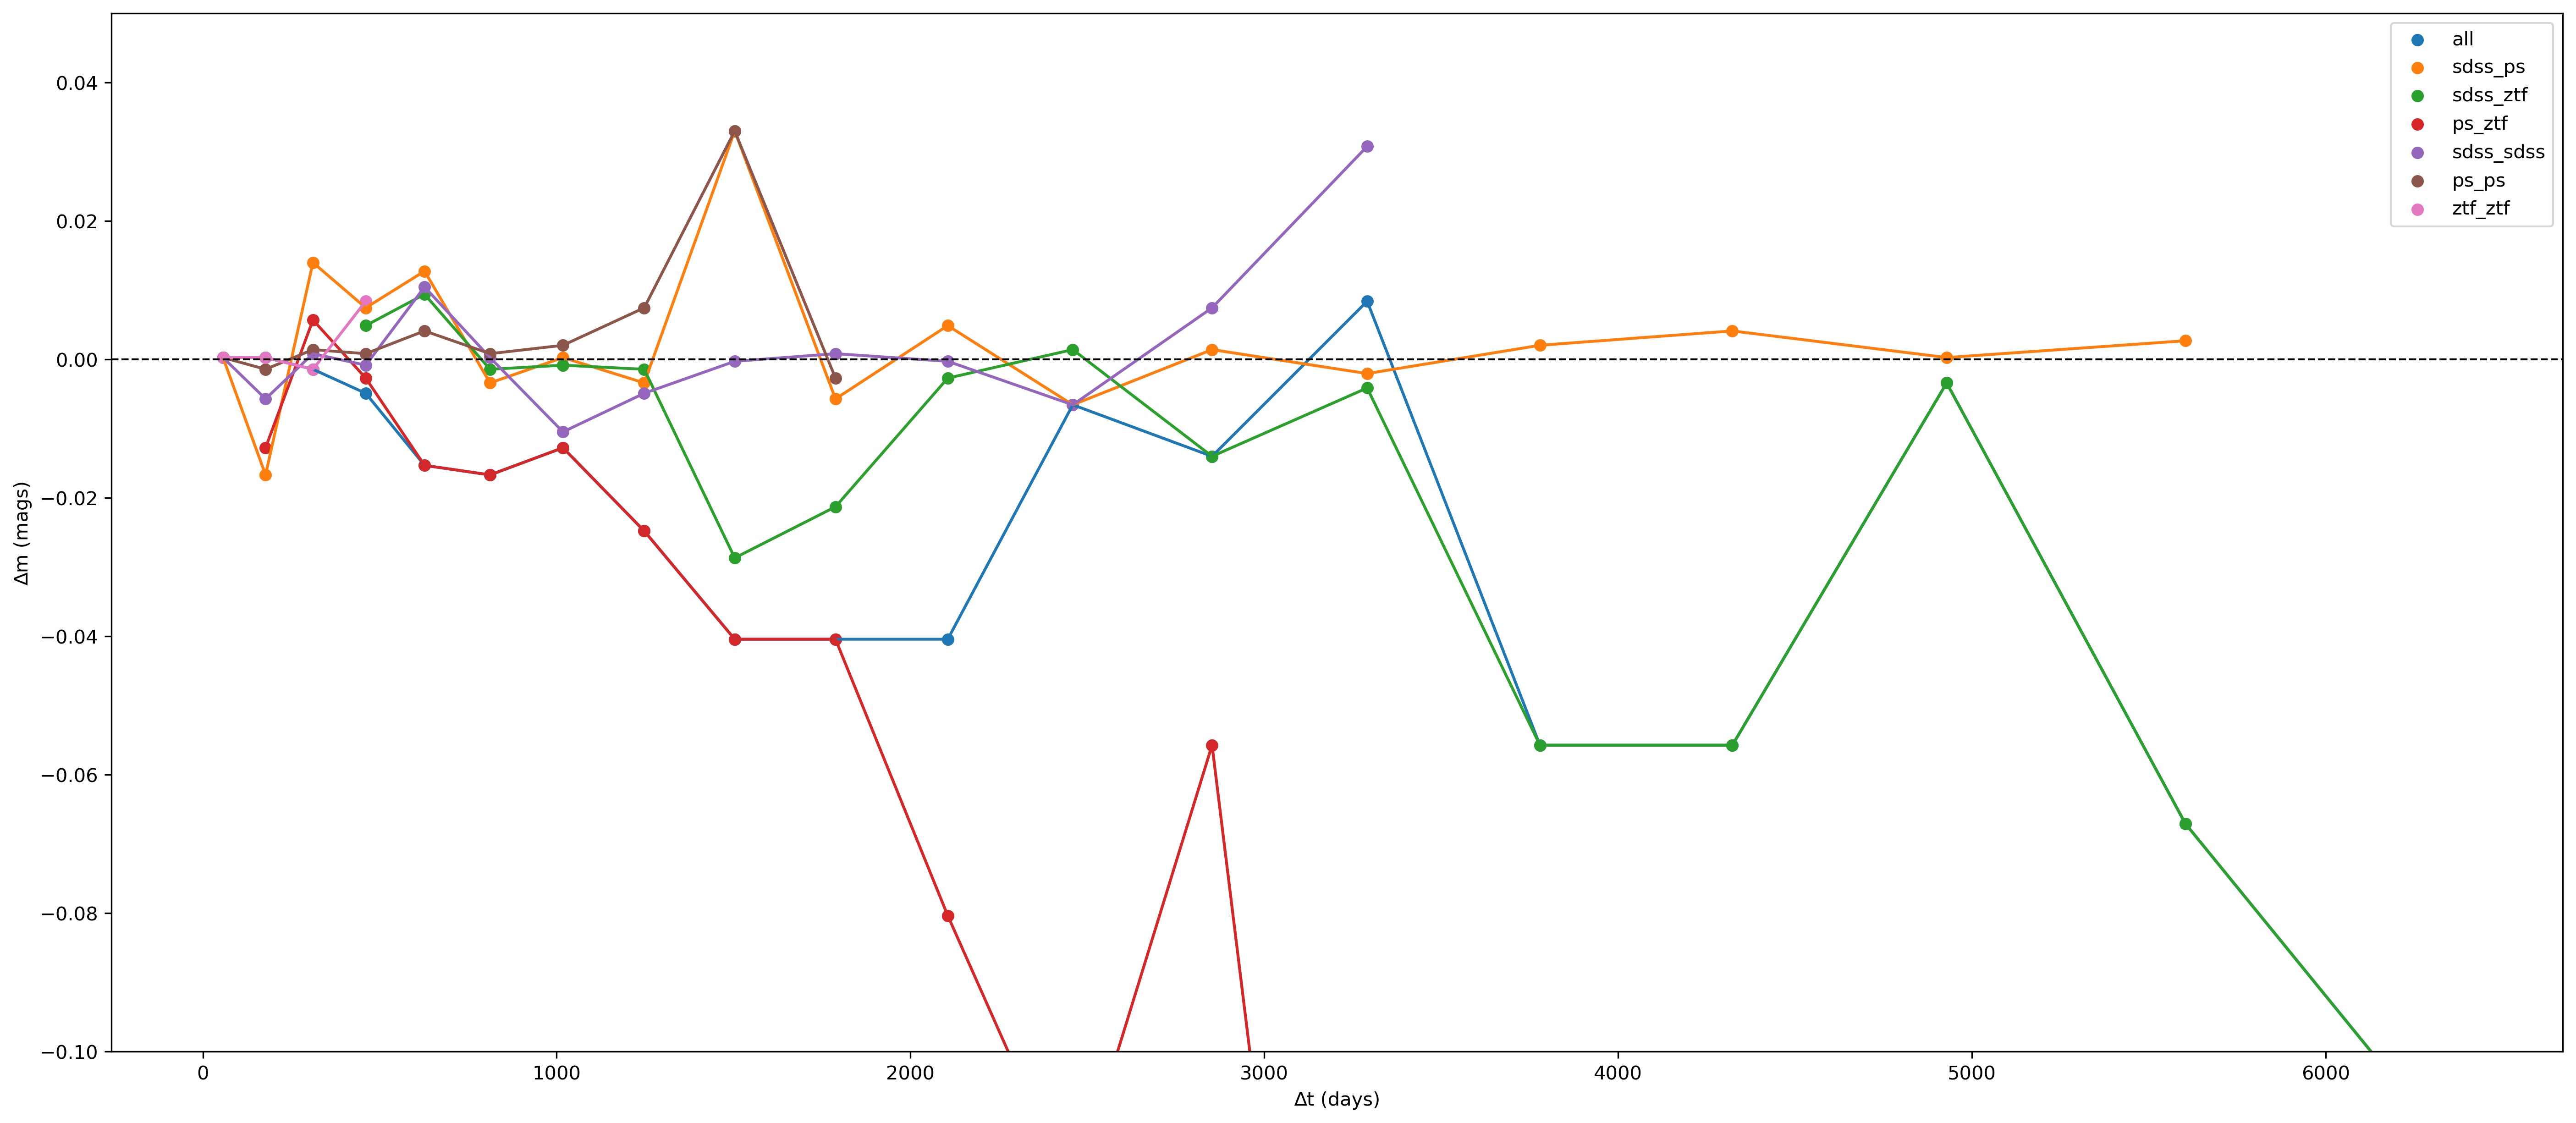 0.04
0.02
0.00
−0.02
−0.04
−0.06
−0.08
−0.10
Δm (mags)
0
1000
2000
3000
4000
5000
6000
Δt (days)
all
sdss_ps
sdss_ztf
ps_ztf
sdss_sdss
ps_ps
ztf_ztf